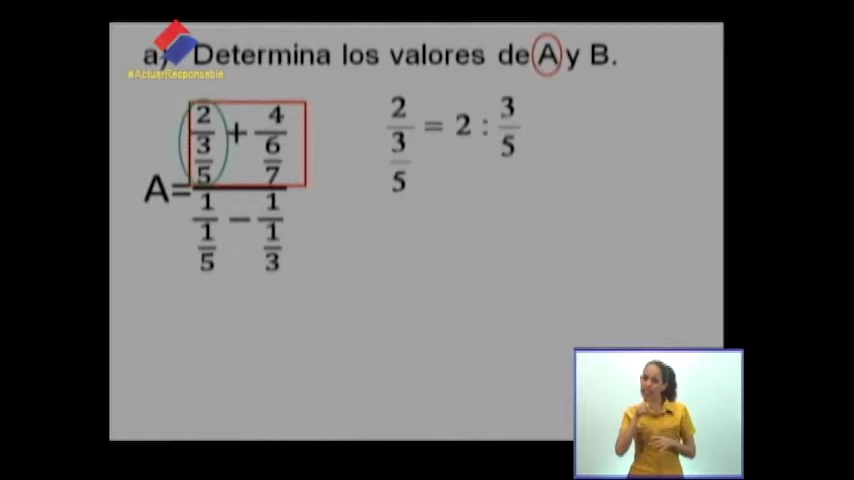 a) Determina los valores de A y B.
#ActuarResponsable
A = (2/(3/5) + 4/(6/7)) / (1/(1/5) − 1/(1/3))
2/(3/5) = 2 : 3/5